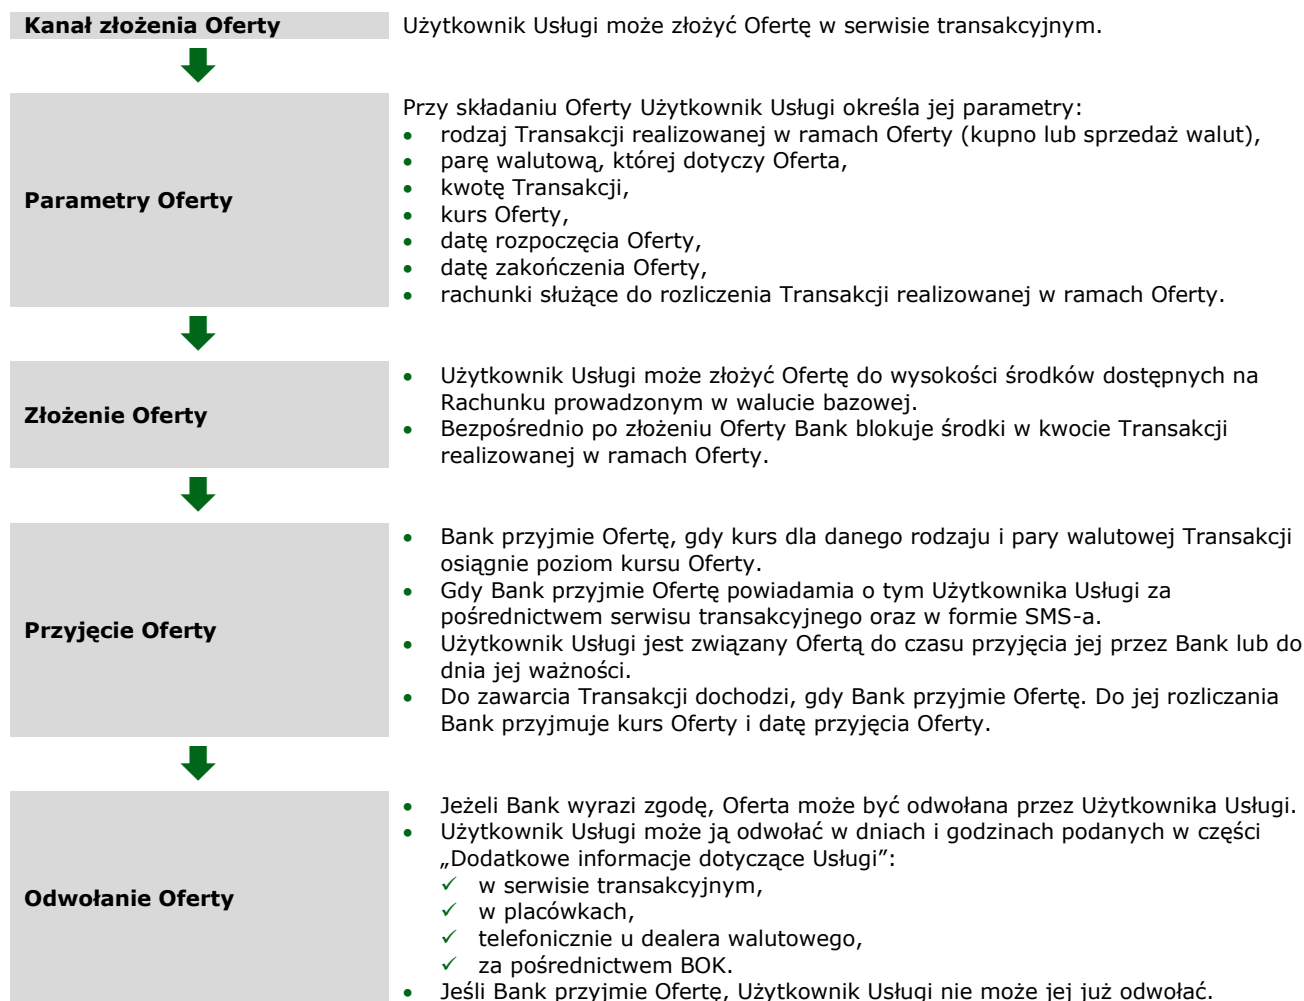 Kanał złożenia Oferty
Użytkownik Usługi może złożyć Ofertę w serwisie transakcyjnym.
Parametry Oferty
Przy składaniu Oferty Użytkownik Usługi określa jej parametry:
• rodzaj Transakcji realizowanej w ramach Oferty (kupno lub sprzedaż walut),
• parę walutową, której dotyczy Oferta,
• kwotę Transakcji,
• kurs Oferty,
• datę rozpoczęcia Oferty,
• datę zakończenia Oferty,
• rachunki służące do rozliczenia Transakcji realizowanej w ramach Oferty.
Złożenie Oferty
• Użytkownik Usługi może złożyć Ofertę do wysokości środków dostępnych na
Rachunku prowadzonym w walucie bazowej.
• Bezpośrednio po złożeniu Oferty Bank blokuje środki w kwocie Transakcji
realizowanej w ramach Oferty.
Przyjęcie Oferty
• Bank przyjmie Ofertę, gdy kurs dla danego rodzaju i pary walutowej Transakcji
osiągnie poziom kursu Oferty.
• Gdy Bank przyjmie Ofertę powiadamia o tym Użytkownika Usługi za
pośrednictwem serwisu transakcyjnego oraz w formie SMS-a.
• Użytkownik Usługi jest związany Ofertą do czasu przyjęcia jej przez Bank lub do
dnia jej ważności.
• Do zawarcia Transakcji dochodzi, gdy Bank przyjmie Ofertę. Do jej rozliczania
Bank przyjmuje kurs Oferty i datę przyjęcia Oferty.
Odwołanie Oferty
• Jeżeli Bank wyrazi zgodę, Oferta może być odwołana przez Użytkownika Usługi.
• Użytkownik Usługi może ją odwołać w dniach i godzinach podanych w części
„Dodatkowe informacje dotyczące Usługi”:
✓ w serwisie transakcyjnym,
✓ w placówkach,
✓ telefonicznie u dealera walutowego,
✓ za pośrednictwem BOK.
• Jeśli Bank przyjmie Ofertę, Użytkownik Usługi nie może jej już odwołać.